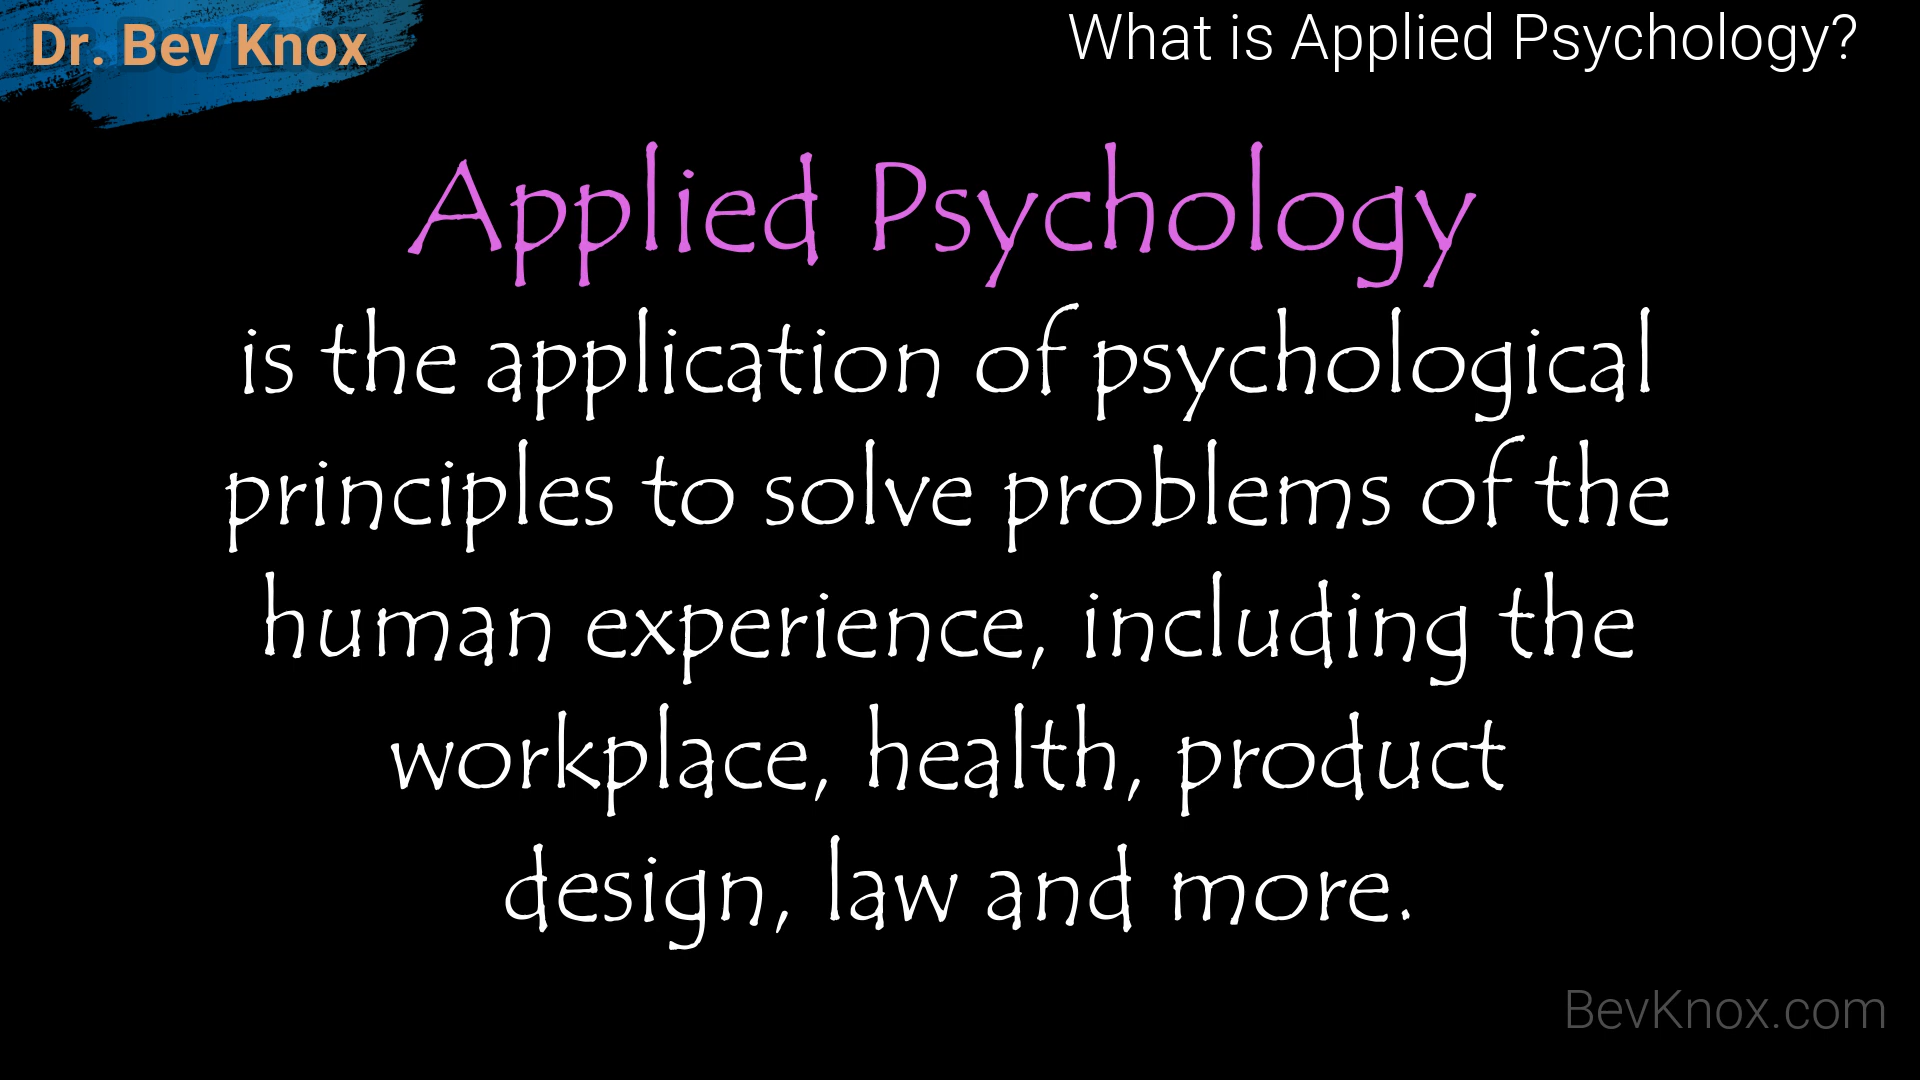 Dr. Bev Knox
What is Applied Psychology?
Applied Psychology
is the application of psychological
principles to solve problems of the
human experience, including the
workplace, health, product
design, law and more.
BevKnox.com